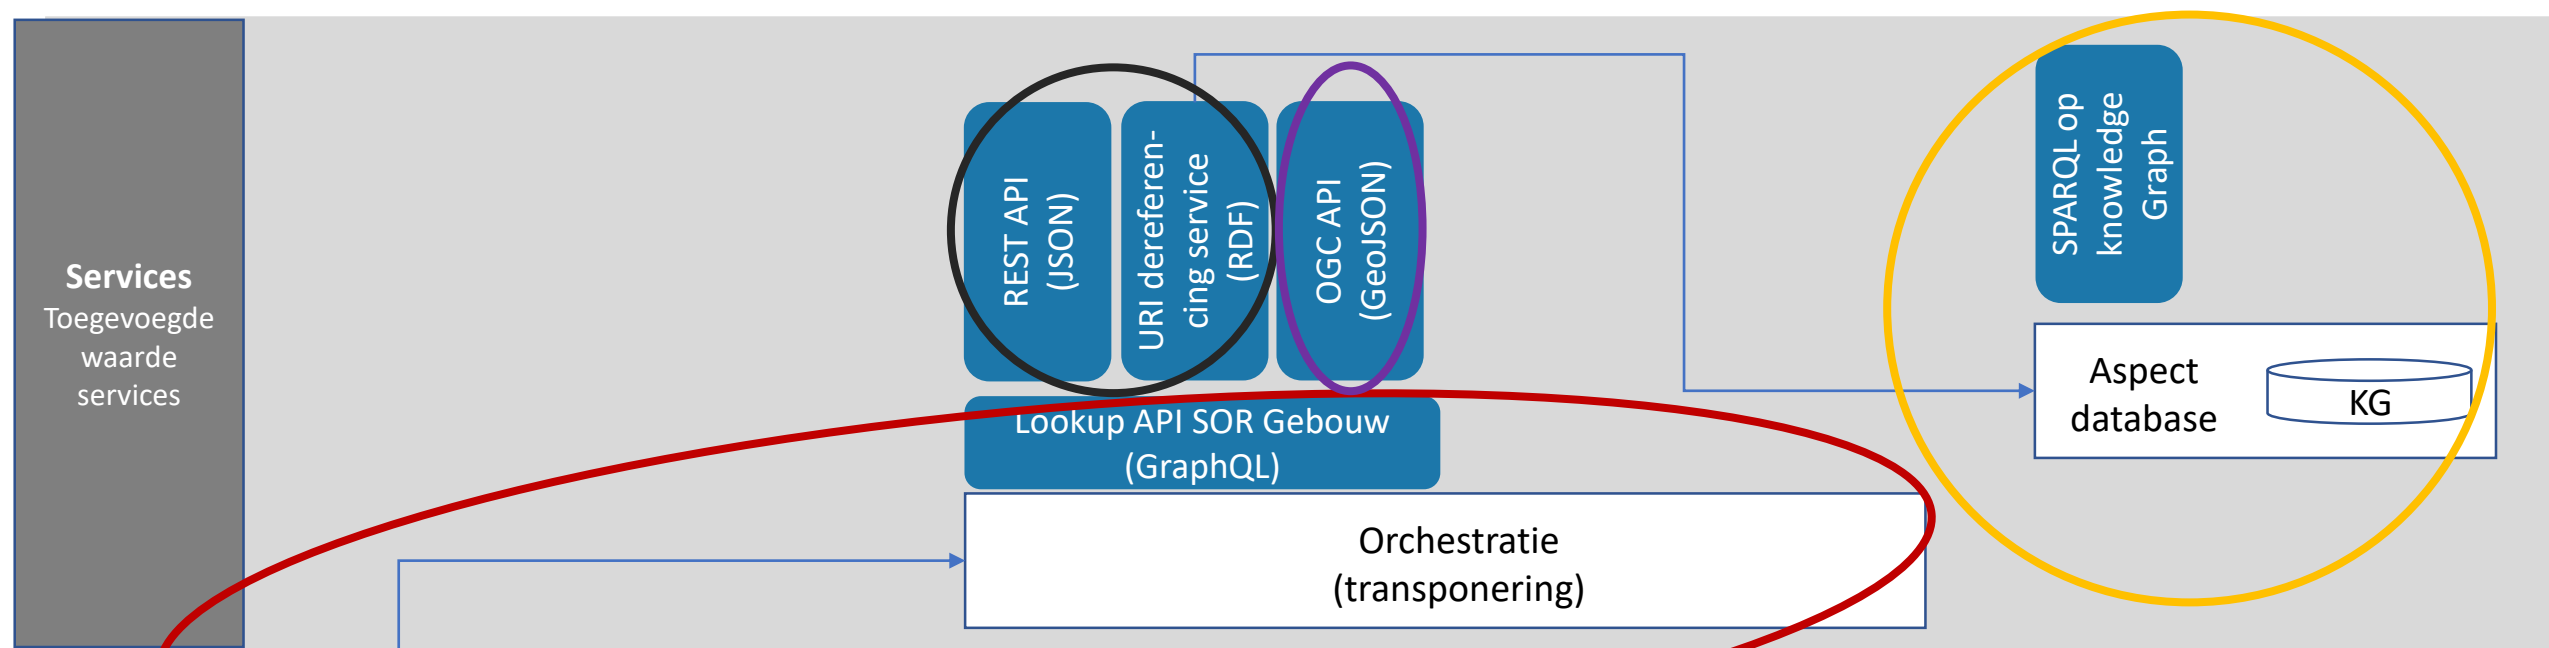 Services
Toegevoegde
waarde
services
REST API
(JSON)
URI dereferen-
cing service
(RDF)
OGC API
(GeoJSON)
Lookup API SOR Gebouw
(GraphQL)
Orchestratie
(transponering)
SPARQL op
knowledge
Graph
Aspect
database
KG